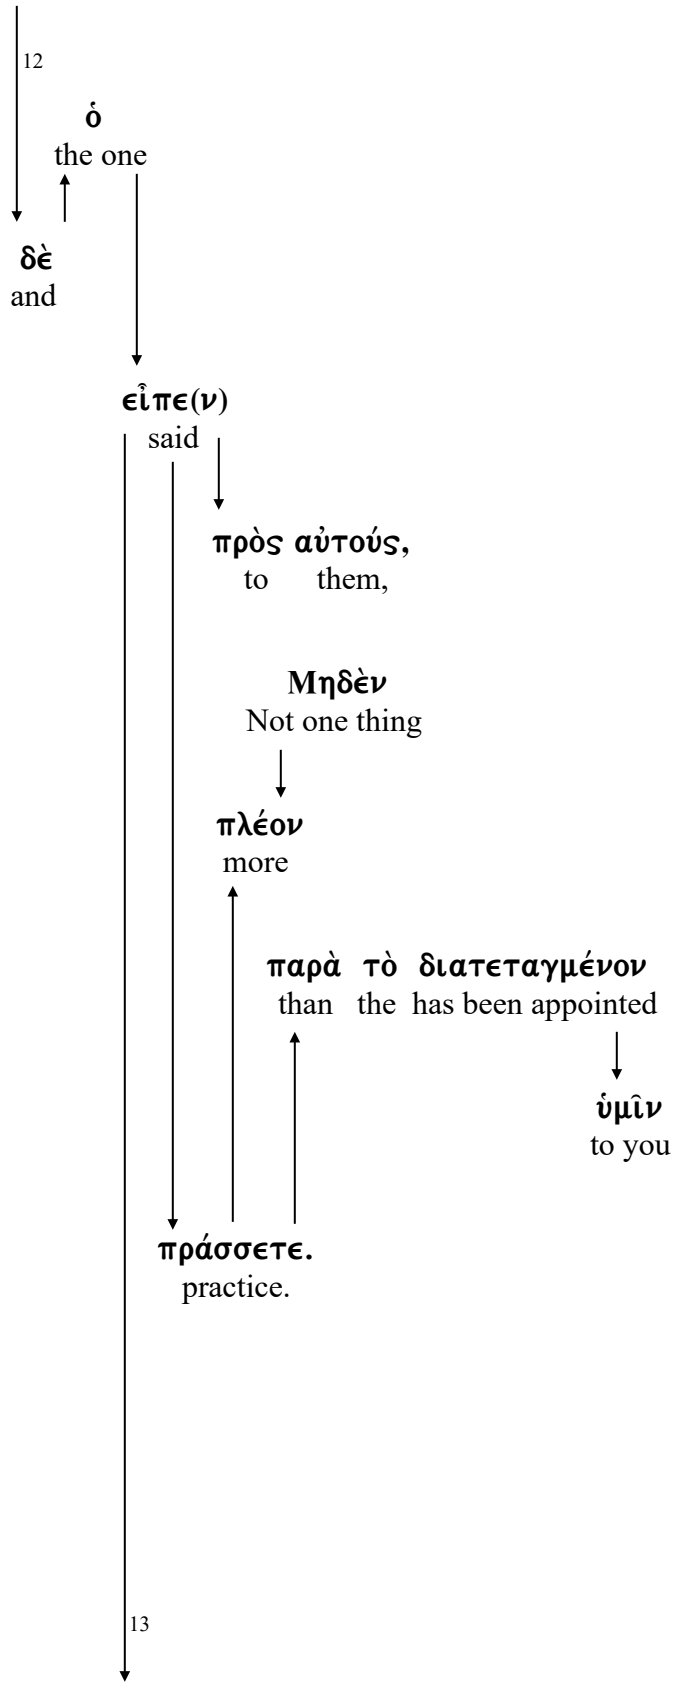 12
ὁ
the one
δὲ
and
εἶπε(ν)
said
πρὸς αὐτούς,
to them,
Μηδὲν
Not one thing
πλέον
more
παρὰ τὸ διατεταγμένον
than the has been appointed
ὑμῖν
to you
πράσσετε.
practice.
13